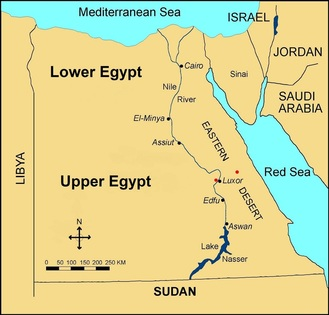 Mediterranean Sea
ISRAEL
JORDAN
Cairo
Lower Egypt
Sinai
Nile
River
SAUDI
ARABIA
El-Minya
EASTERN
Assiut
LIBYA
Red Sea
Upper Egypt
Luxor
DESERT
Edfu
N
Aswan
Lake
Nasser
0 50 100 150 200 250 KM
SUDAN